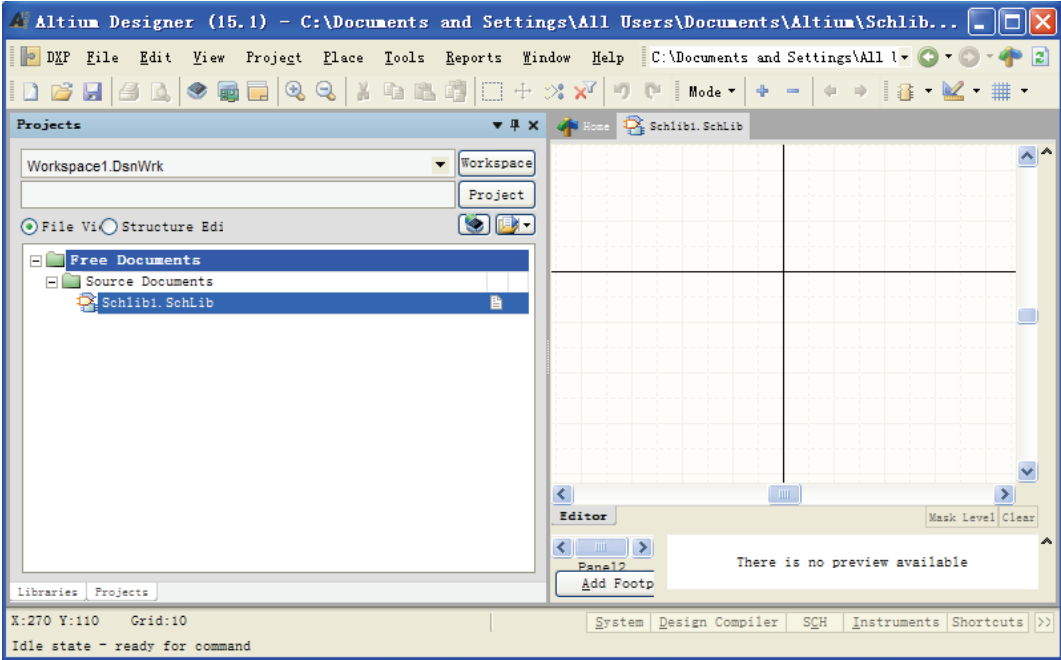 Altium Designer (15.1) - C:\Documents and Settings\All Users\Documents\Altium\Schlib...
DXP File Edit View Project Place Tools Reports Window Help C:\Documents and Settings\All
Mode
Projects
Home Schlib1.SchLib
Workspace1.DsnWrk Workspace
Project
File Vi Structure Edi
Free Documents
Source Documents
Schlib1.SchLib
Editor Mask Level Clear
Panel2 There is no preview available
Add Footp
Libraries Projects
X:270 Y:110 Grid:10 System Design Compiler SCH Instruments Shortcuts >>
Idle state - ready for command